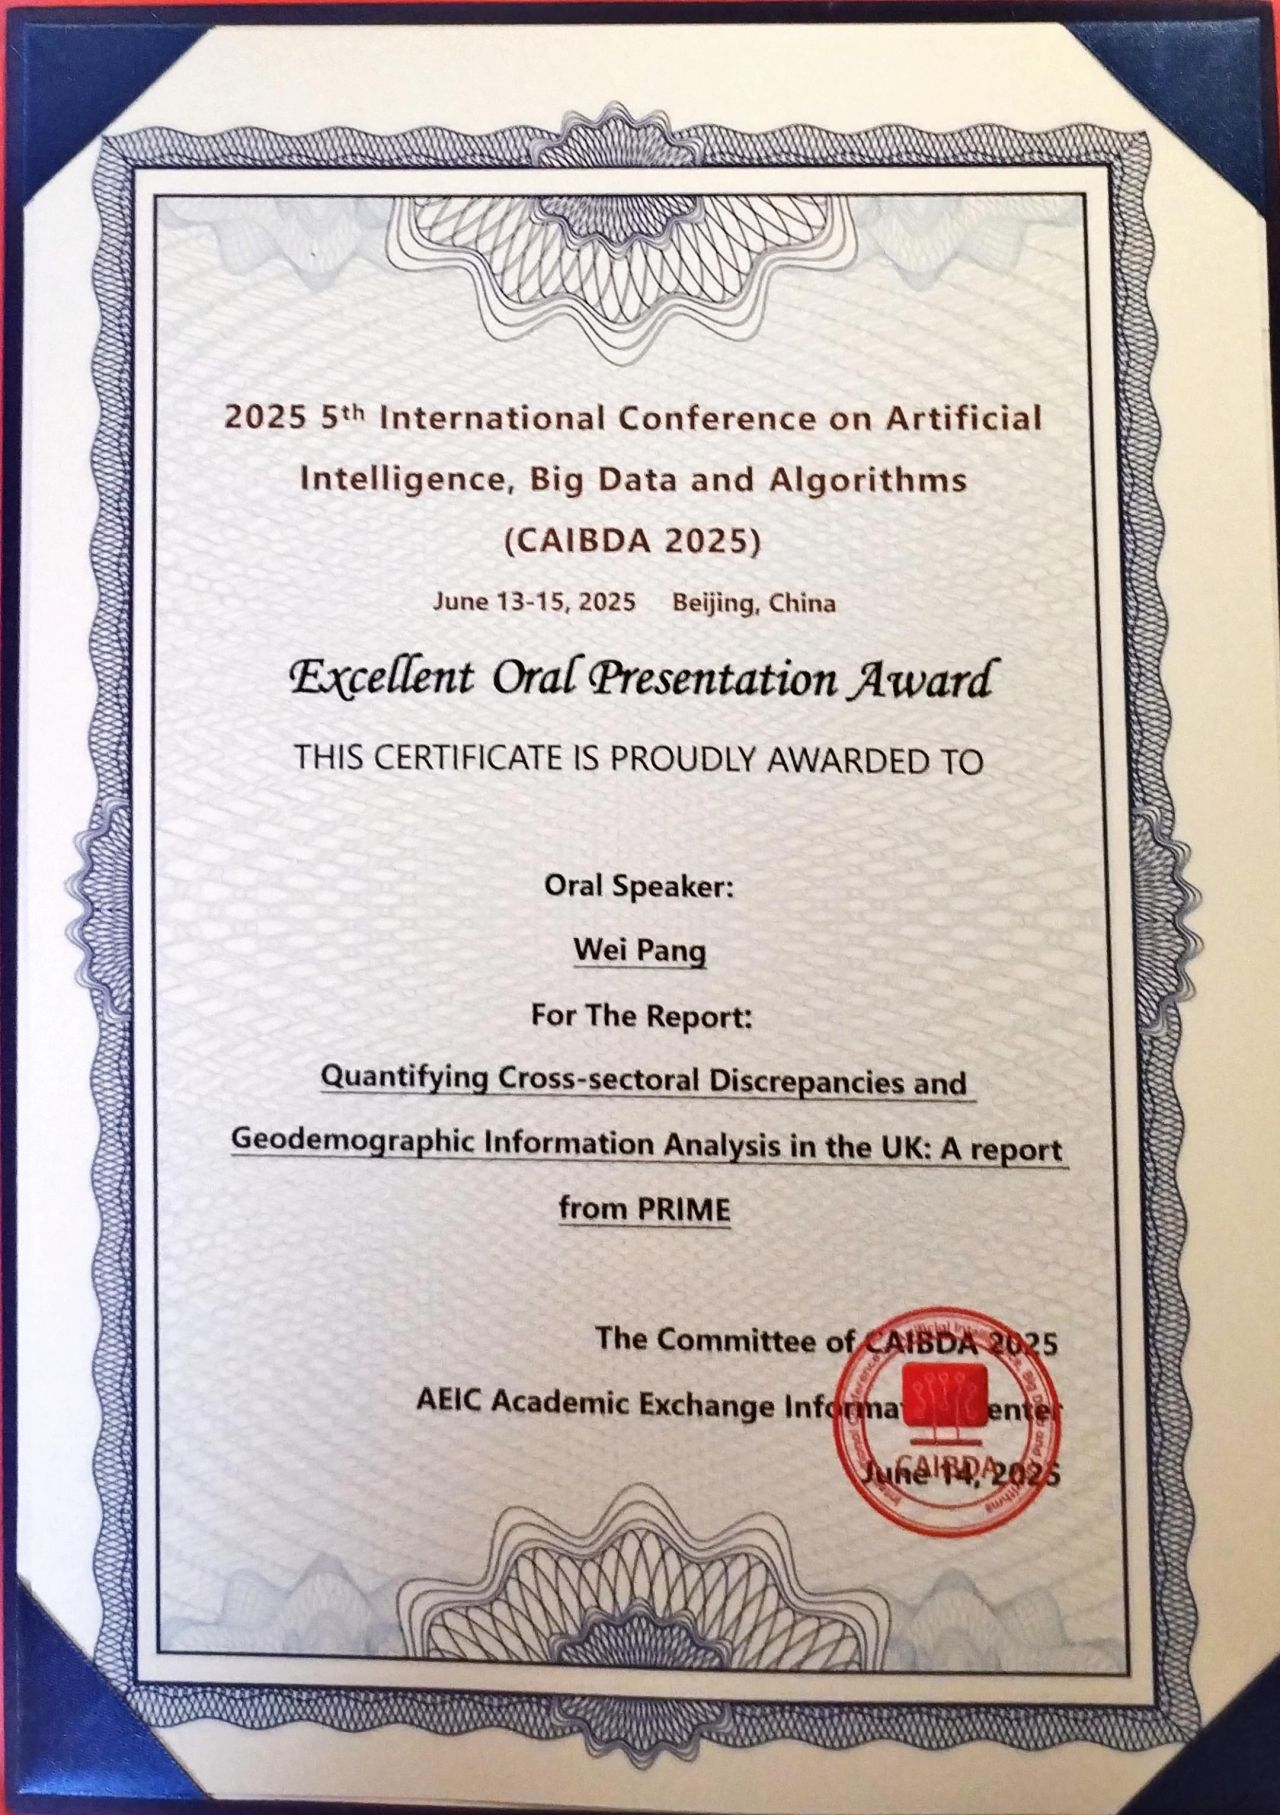 2025 5th International Conference on Artificial
Intelligence, Big Data and Algorithms
(CAIBDA 2025)
June 13-15, 2025 Beijing, China
Excellent Oral Presentation Award
THIS CERTIFICATE IS PROUDLY AWARDED TO
Oral Speaker:
Wei Pang
For The Report:
Quantifying Cross-sectoral Discrepancies and
Geodemographic Information Analysis in the UK: A report
from PRIME
The Committee of CAIBDA 2025
AEIC Academic Exchange
June 14, 2025
CAIBDA